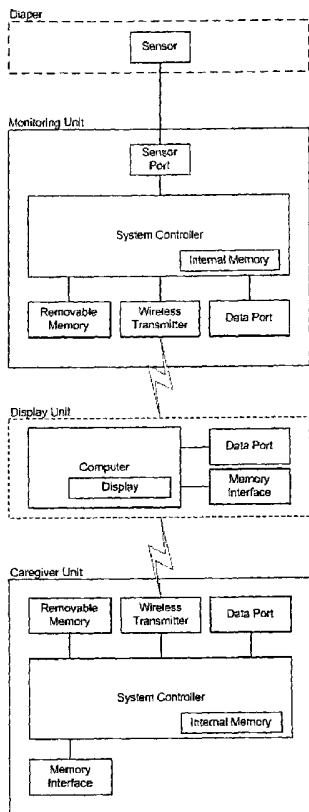 Diaper
Sensor
Monitoring Unit
Sensor
Port
System Controller
Internal Memory
Removable
Memory
Wireless
Transmitter
Data Port
Display Unit
Computer
Display
Data Port
Memory
Interface
Caregiver Unit
Removable
Memory
Wireless
Transmitter
Data Port
System Controller
Internal Memory
Memory
Interface